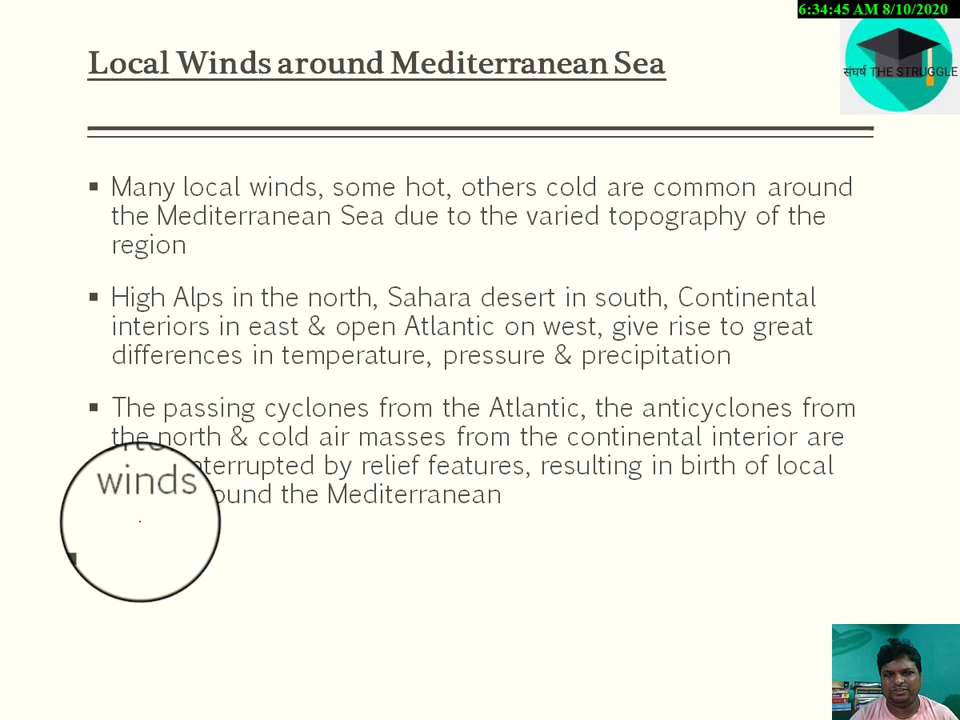 6:34:45 AM 8/10/2020
Local Winds around Mediterranean Sea
संघर्ष THE STRUGGLE
▪ Many local winds, some hot, others cold are common around
the Mediterranean Sea due to the varied topography of the
region
▪ High Alps in the north, Sahara desert in south, Continental
interiors in east & open Atlantic on west, give rise to great
differences in temperature, pressure & precipitation
▪ The passing cyclones from the Atlantic, the anticyclones from
the north & cold air masses from the continental interior are
interrupted by relief features, resulting in birth of local
winds around the Mediterranean